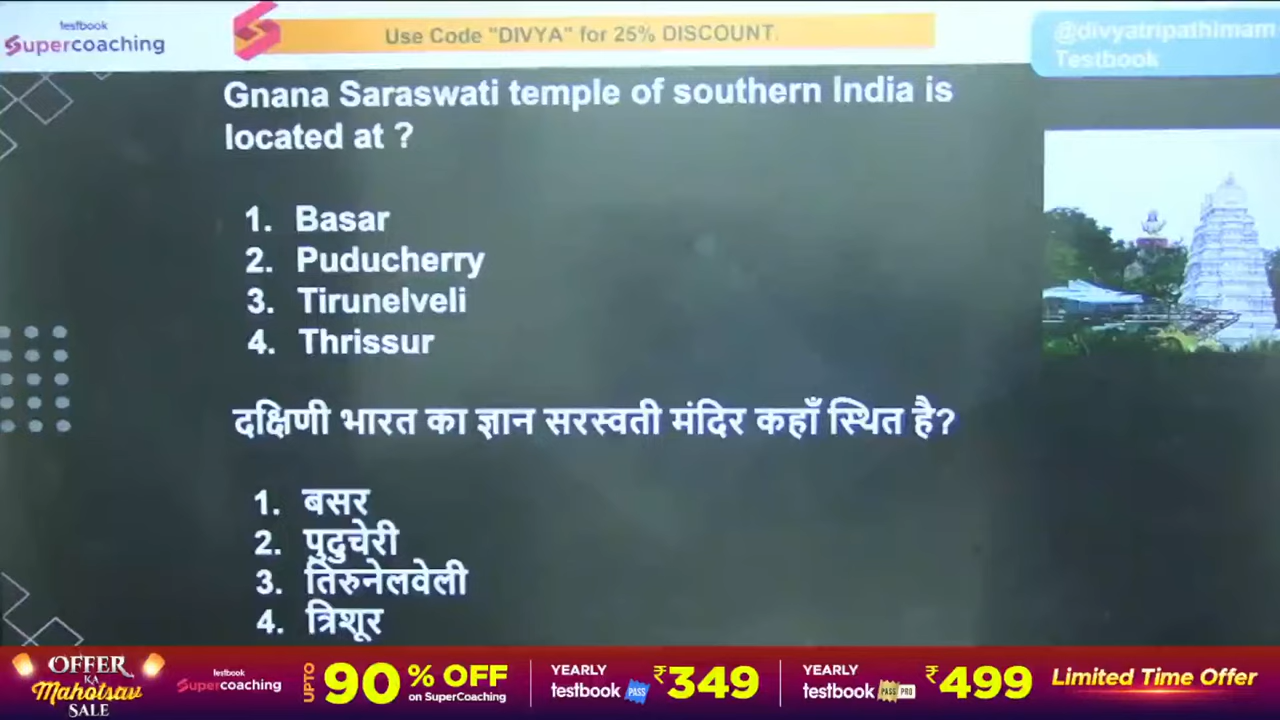 testbook
Supercoaching
Use Code "DIVYA" for 25% DISCOUNT.
@divyatripathimam
Testbook
Gnana Saraswati temple of southern India is
located at ?
1. Basar
2. Puducherry
3. Tirunelveli
4. Thrissur
दक्षिणी भारत का ज्ञान सरस्वती मंदिर कहाँ स्थित है?
1. बसर
2. पुदुचेरी
3. तिरुनेलवेली
4. त्रिशूर
OFFER
KA
Mahotsav
SALE
testbook
Supercoaching
UPTO 90% OFF
on SuperCoaching
YEARLY
testbook PASS
₹349
YEARLY
testbook PASS PRO
₹499
Limited Time Offer